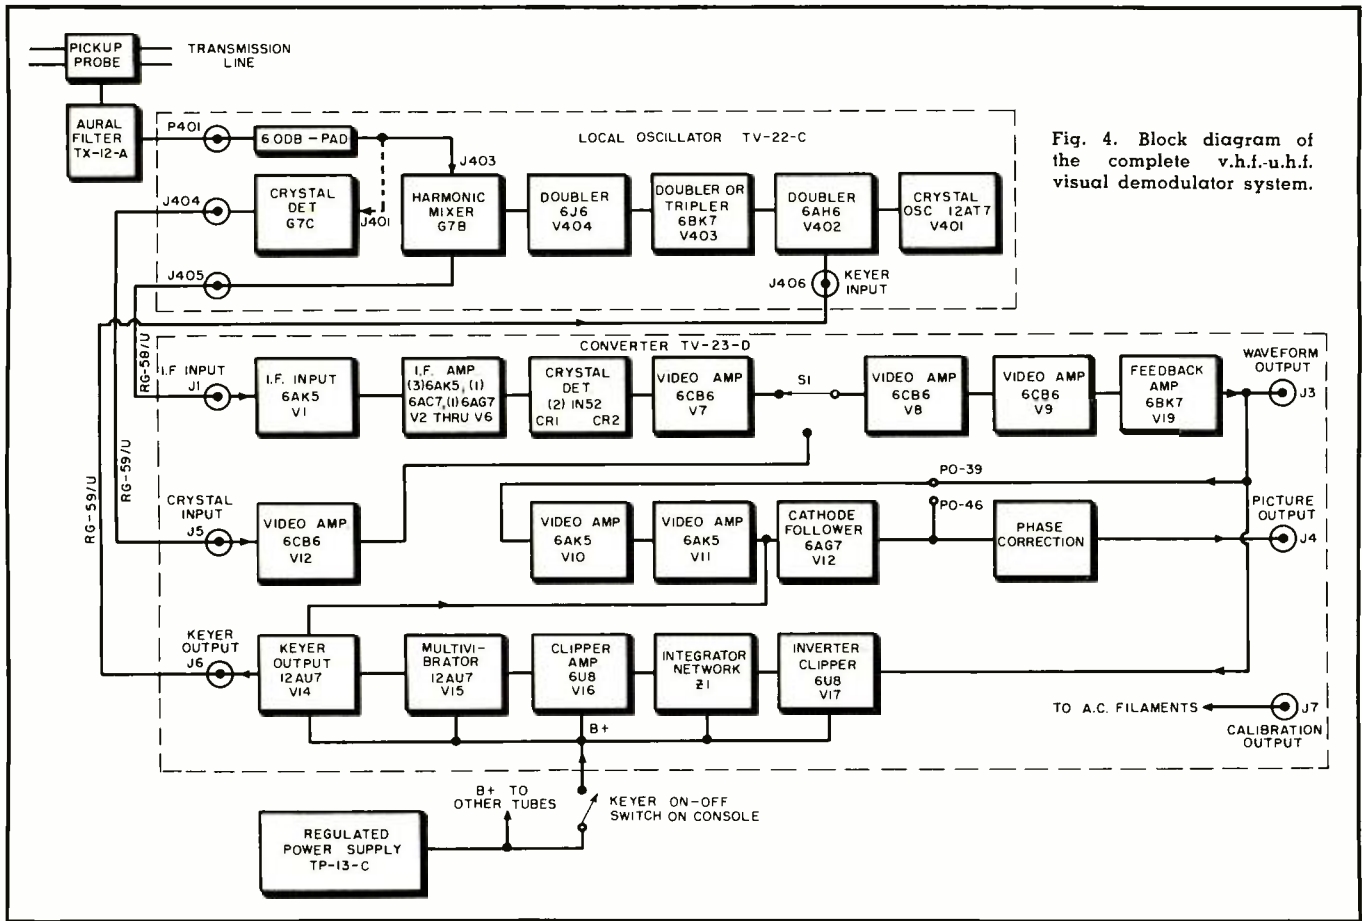 PICKUP
PROBE
TRANSMISSION
LINE
AURAL
FILTER
TX-12-A
P401
6 0DB-PAD
LOCAL OSCILLATOR TV-22-C
Fig. 4. Block diagram of
the complete v.h.f.-u.h.f.
visual demodulator system.
J403
J404
CRYSTAL
DET
G7C
J401
HARMONIC
MIXER
G7B
DOUBLER
6J6
V404
DOUBLER OR
TRIPLER
6BK7
V403
DOUBLER
6AH6
V402
CRYSTAL
OSC 12AT7
V401
J405
J406
KEYER
INPUT
CONVERTER TV-23-D
RG-58/U
I.F INPUT
J1
I.F. INPUT
6AK5
V1
I.F. AMP
(3)6AK5, (1)
6AC7,(1)6AG7
V2 THRU V6
CRYSTAL
DET
(2) IN52
CR1 CR2
VIDEO AMP
6CB6
V7
S1
VIDEO AMP
6CB6
V8
VIDEO AMP
6CB6
V9
FEEDBACK
AMP
6BK7
V19
WAVEFORM
OUTPUT
J3
RG-59/U
RG-59/U
CRYSTAL
INPUT
J5
VIDEO AMP
6CB6
V12
PO-39
PO-46
VIDEO AMP
6AK5
V10
VIDEO AMP
6AK5
V11
CATHODE
FOLLOWER
6AG7
V12
PHASE
CORRECTION
PICTURE
OUTPUT
J4
KEYER
OUTPUT
J6
KEYER
OUTPUT
12AU7
V14
MULTIVI-
BRATOR
12AU7
V15
CLIPPER
AMP
6U8
V16
INTEGRATOR
NETWORK
Z1
INVERTER
CLIPPER
6U8
V17
B+
TO A.C. FILAMENTS
J7
CALIBRATION
OUTPUT
B+ TO
OTHER TUBES
KEYER ON-OFF
SWITCH ON CONSOLE
REGULATED
POWER SUPPLY
TP-13-C